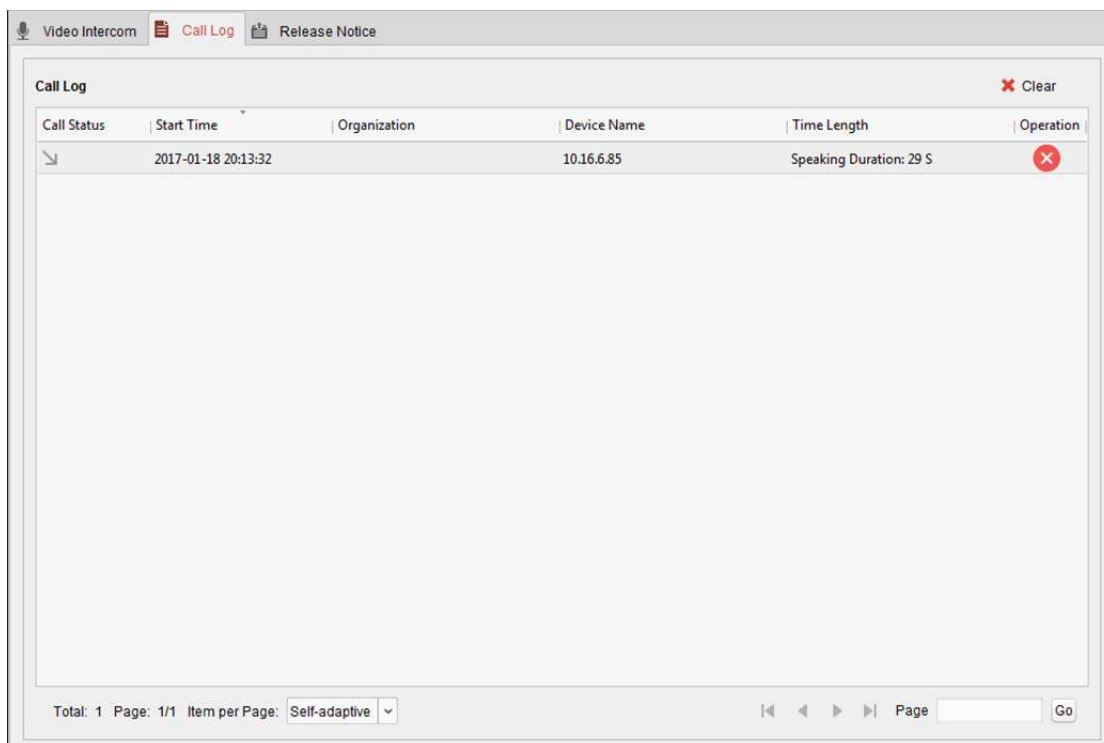 Video Intercom Call Log Release Notice
Call Log Clear
Call Status Start Time Organization Device Name Time Length Operation
2017-01-18 20:13:32 10.16.6.85 Speaking Duration: 29 S
Total: 1 Page: 1/1 Item per Page: Self-adaptive Page Go